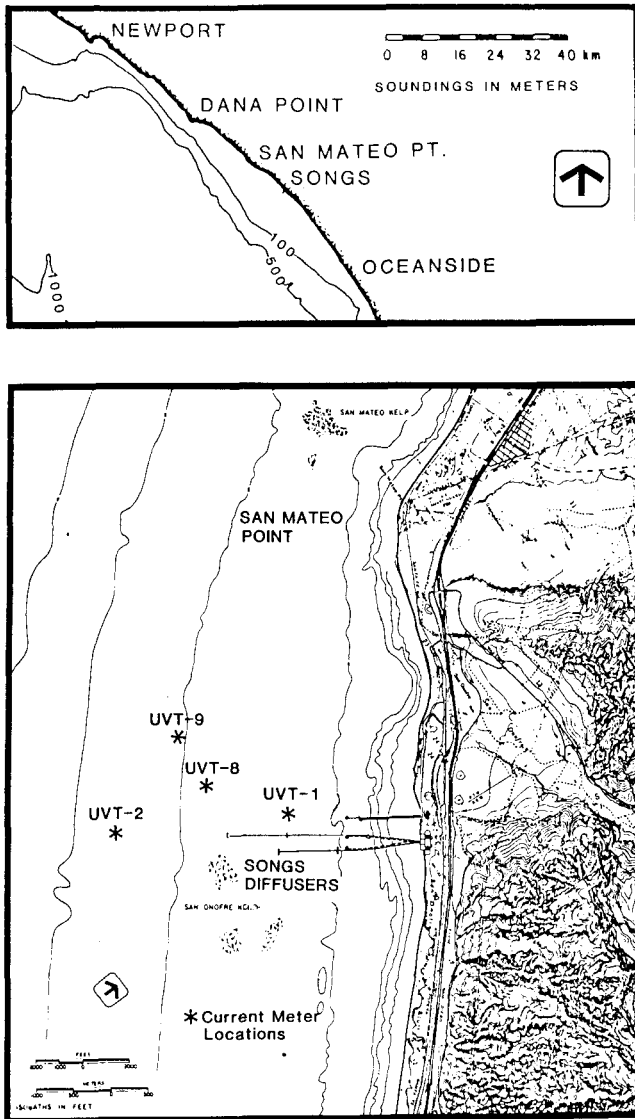 NEWPORT
0 8 16 24 32 40 km
SOUNDINGS IN METERS
DANA POINT
SAN MATEO PT.
SONGS
100
500
1000
OCEANSIDE
SAN MATEO KELP
SAN MATEO
POINT
UVT-9
UVT-8
UVT-1
UVT-2
SONGS
DIFFUSERS
SAN ONOFRE
*Current Meter
Locations
FEET
METERS
IN FEET